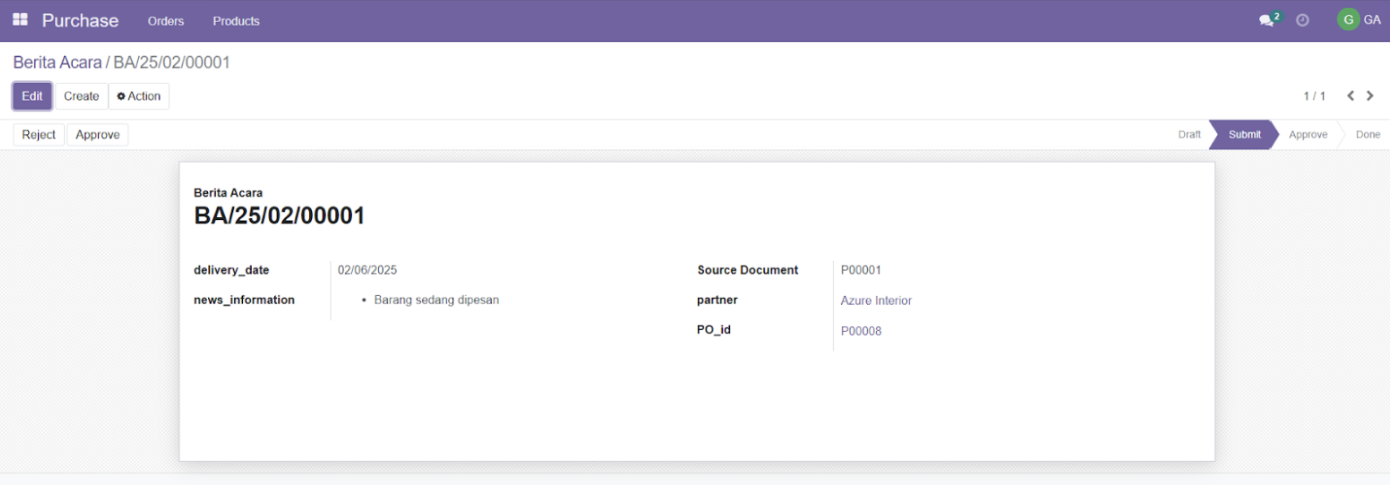 Purchase Orders Products 2 G GA
Berita Acara / BA/25/02/00001
Edit Create Action 1 / 1
Reject Approve Draft Submit Approve Done
Berita Acara
BA/25/02/00001
delivery_date 02/06/2025 Source Document P00001
news_information • Barang sedang dipesan partner Azure Interior
PO_id P00008